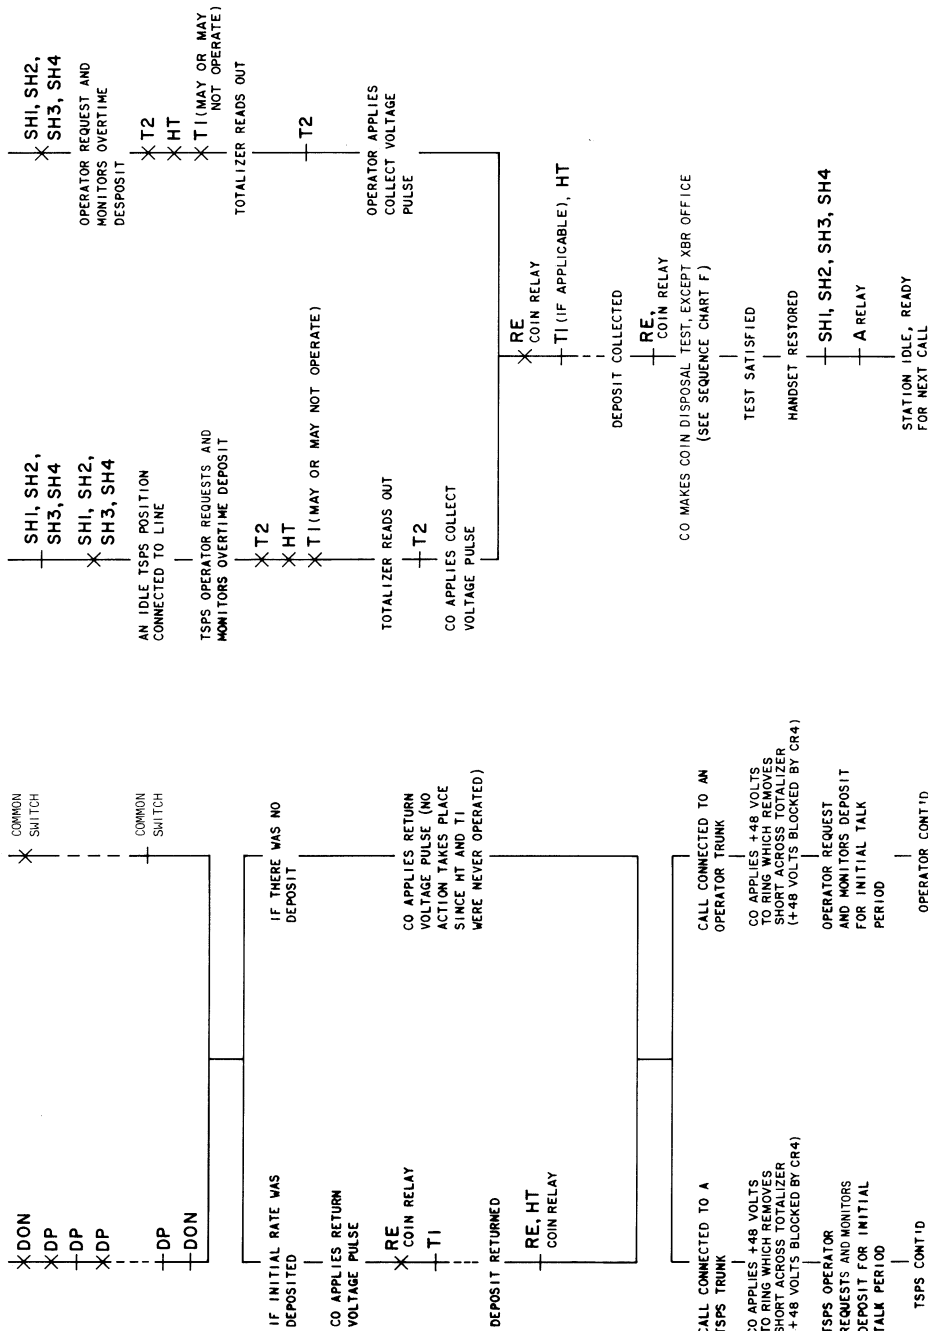 SH1, SH2,
SH3, SH4
OPERATOR REQUEST AND
MONITORS OVERTIME
DESPOSIT
T2
HT
T1 (MAY OR MAY
NOT OPERATE)
TOTALIZER READS OUT
T2
OPERATOR APPLIES
COLLECT VOLTAGE
PULSE
SH1, SH2,
SH3, SH4
SH1, SH2,
SH3, SH4
AN IDLE TSPS POSITION
CONNECTED TO LINE
TSPS OPERATOR REQUESTS AND
MONITORS OVERTIME DEPOSIT
T2
HT
T1 (MAY OR MAY NOT OPERATE)
TOTALIZER READS OUT
T2
CO APPLIES COLLECT
VOLTAGE PULSE
RE
COIN RELAY
T1 (IF APPLICABLE), HT
DEPOSIT COLLECTED
RE,
COIN RELAY
CO MAKES COIN DISPOSAL TEST, EXCEPT XBR OFFICE
(SEE SEQUENCE CHART F)
TEST SATISFIED
HANDSET RESTORED
SH1, SH2, SH3, SH4
A RELAY
STATION IDLE, READY
FOR NEXT CALL
COMMON
SWITCH
COMMON
SWITCH
DON
DP
DP
DP
DP
DON
IF THERE WAS NO
DEPOSIT
CO APPLIES RETURN
VOLTAGE PULSE (NO
ACTION TAKES PLACE
SINCE HT AND T1
WERE NEVER OPERATED)
IF INITIAL RATE WAS
DEPOSITED
CO APPLIES RETURN
VOLTAGE PULSE
RE
COIN RELAY
T1
DEPOSIT RETURNED
RE, HT
COIN RELAY
CALL CONNECTED TO AN
OPERATOR TRUNK
CO APPLIES +48 VOLTS
TO RING WHICH REMOVES
SHORT ACROSS TOTALIZER
(+48 VOLTS BLOCKED BY CR4)
OPERATOR REQUEST
AND MONITORS DEPOSIT
FOR INITIAL TALK
PERIOD
OPERATOR CONT'D
CALL CONNECTED TO A
TSPS TRUNK
CO APPLIES +48 VOLTS
TO RING WHICH REMOVES
SHORT ACROSS TOTALIZER
(+48 VOLTS BLOCKED BY CR4)
TSPS OPERATOR
REQUESTS AND MONITORS
DEPOSIT FOR INITIAL
TALK PERIOD
TSPS CONT'D